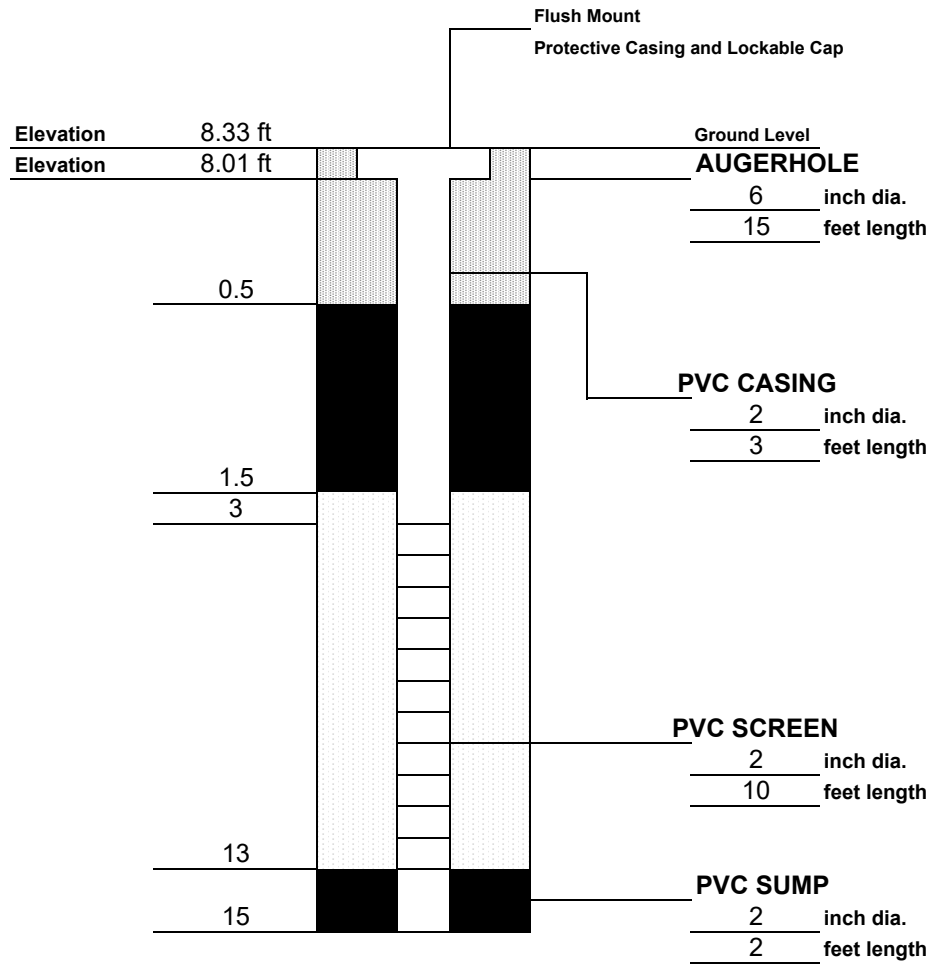 Flush Mount
Protective Casing and Lockable Cap
Elevation 8.33 ft
Ground Level
Elevation 8.01 ft
AUGERHOLE
6 inch dia.
15 feet length
0.5
PVC CASING
2 inch dia.
3 feet length
1.5
3
PVC SCREEN
2 inch dia.
10 feet length
13
PVC SUMP
15
2 inch dia.
2 feet length